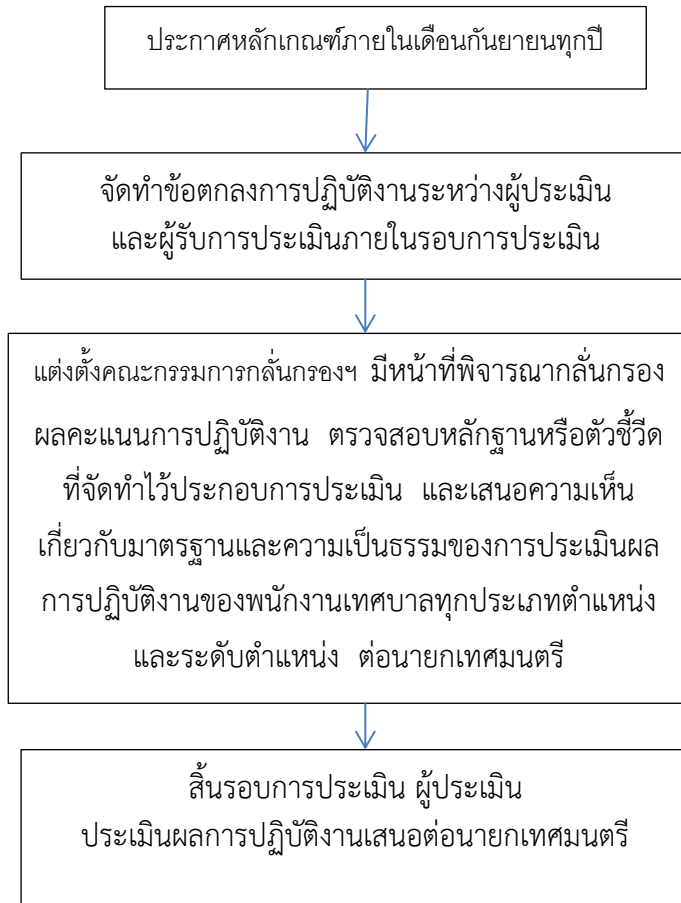 ประกาศหลักเกณฑ์ภายในเดือนกันยายนทุกปี
จัดทำข้อตกลงการปฏิบัติงานระหว่างผู้ประเมิน
และผู้รับการประเมินภายในรอบการประเมิน
แต่งตั้งคณะกรรมการกลั่นกรองฯ มีหน้าที่พิจารณากลั่นกรอง
ผลคะแนนการปฏิบัติงาน ตรวจสอบหลักฐานหรือตัวชี้วีด
ที่จัดทำไว้ประกอบการประเมิน และเสนอความเห็น
เกี่ยวกับมาตรฐานและความเป็นธรรมของการประเมินผล
การปฏิบัติงานของพนักงานเทศบาลทุกประเภทตำแหน่ง
และระดับตำแหน่ง ต่อนายกเทศมนตรี
สิ้นรอบการประเมิน ผู้ประเมิน
ประเมินผลการปฏิบัติงานเสนอต่อนายกเทศมนตรี